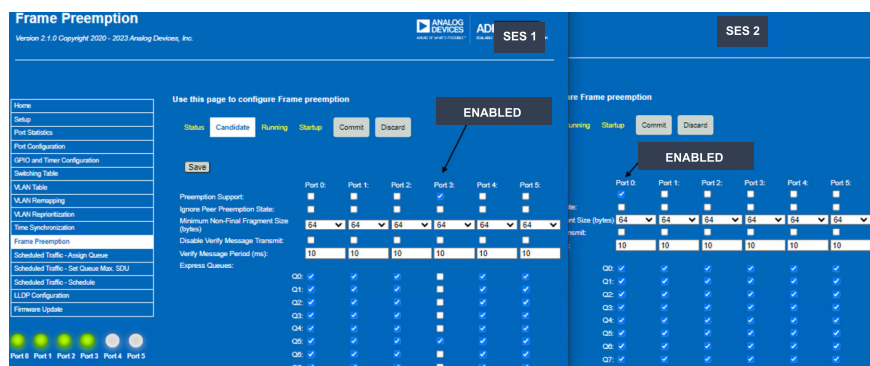 Frame Preemption
Version 2.1.0 Copyright 2020 - 2023 Analog Devices, Inc.
ANALOG DEVICES
AHEAD OF WHAT'S POSSIBLE
SES 1
SES 2
Home
Setup
Port Statistics
Port Configuration
GPIO and Timer Configuration
Switching Table
VLAN Table
VLAN Remapping
VLAN Reprioritization
Time Synchronization
Frame Preemption
Scheduled Traffic - Assign Queue
Scheduled Traffic - Set Queue Max. SDU
Scheduled Traffic - Schedule
LLDP Configuration
Firmware Update
Port 0 Port 1 Port 2 Port 3 Port 4 Port 5
Use this page to configure Frame preemption
ENABLED
Status Candidate Running Startup Commit Discard
Save
Port 0: Port 1: Port 2: Port 3: Port 4: Port 5:
Preemption Support:
Ignore Peer Preemption State:
Minimum Non-Final Fragment Size (bytes)
64 64 64 64 64 64
Disable Verify Message Transmit:
Verify Message Period (ms): 10 10 10 10 10 10
Express Queues:
Q0:
Q1:
Q2:
Q3:
Q4:
Q5:
Q6:
ure Frame preemption
unning Startup Commit Discard
ENABLED
Port 0: Port 1: Port 2: Port 3: Port 4: Port 5:
ate:
nt Size (bytes) 64 64 64 64 64 64
nsmit:
: 10 10 10 10 10 10
Q0:
Q1:
Q2:
Q3:
Q4:
Q5:
Q6:
Q7: